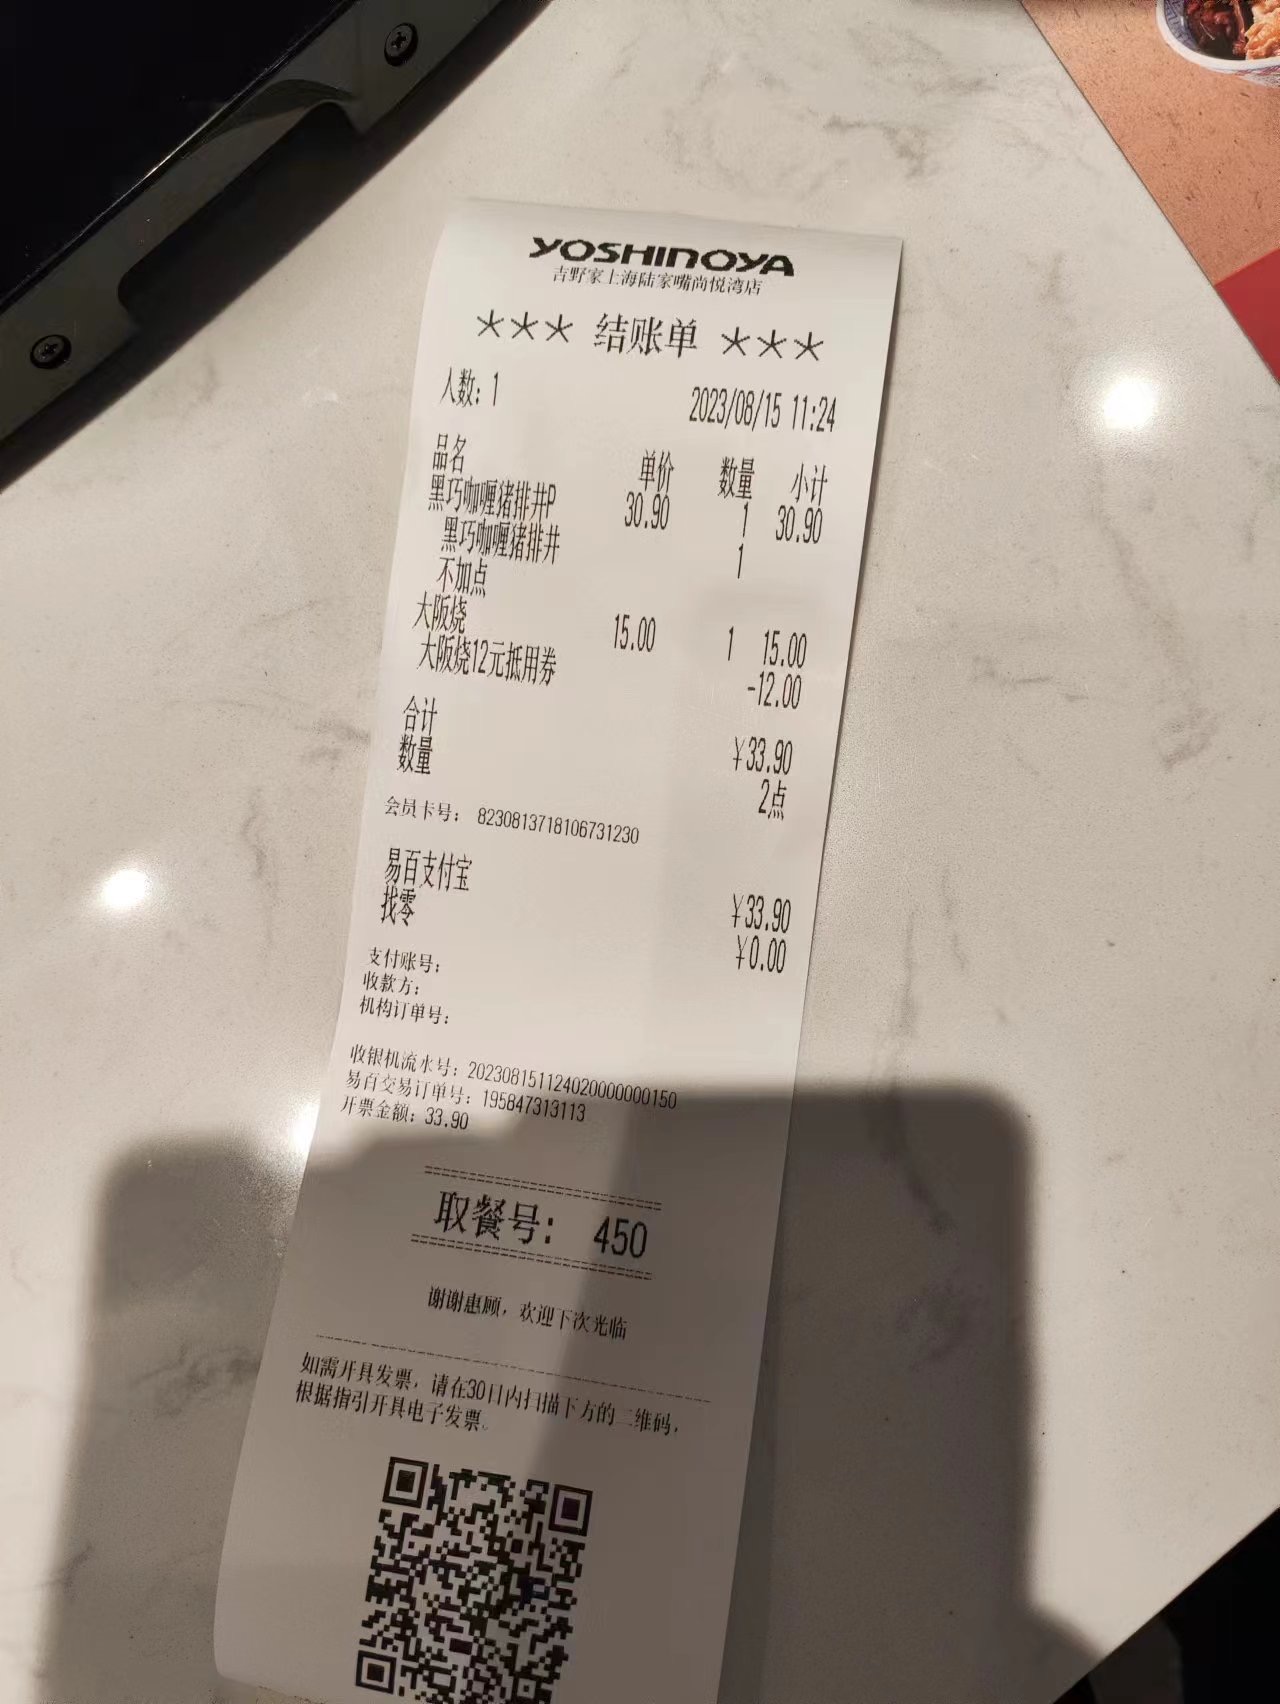 YOSHINOYA
吉野家上海陆家嘴尚悦湾店
*** 结账单 ***
人数: 1 2023/08/15 11:24
品名 单价 数量 小计
黑巧咖喱猪排丼P 30.90 1 30.90
黑巧咖喱猪排丼 1
不加点
大阪烧 15.00 1 15.00
大阪烧12元抵用券 -12.00
合计 ¥33.90
数量 2点
会员卡号: 8230813718106731230
易百支付宝 ¥33.90
找零 ¥0.00
支付账号:
收款方:
机构订单号:
收银机流水号: 202308151124020000000150
易百交易订单号: 195847313113
开票金额: 33.90
取餐号: 450
谢谢惠顾, 欢迎下次光临
如需开具发票, 请在30日内扫描下方的二维码,
根据指引开具电子发票。